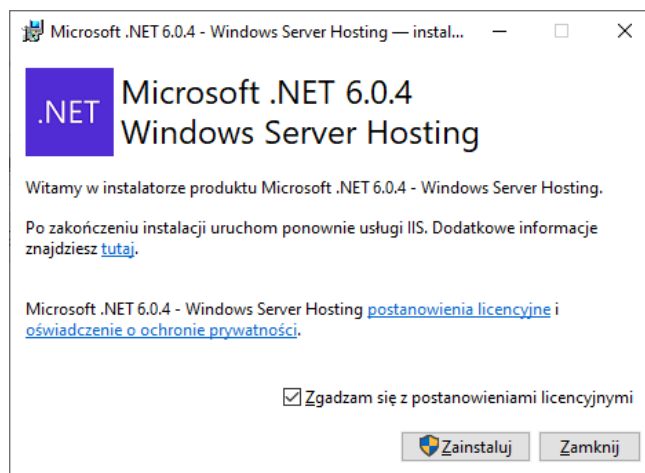 Microsoft .NET 6.0.4 - Windows Server Hosting — instal...
.NET
Microsoft .NET 6.0.4
Windows Server Hosting
Witamy w instalatorze produktu Microsoft .NET 6.0.4 - Windows Server Hosting.
Po zakończeniu instalacji uruchom ponownie usługi IIS. Dodatkowe informacje
znajdziesz tutaj.
Microsoft .NET 6.0.4 - Windows Server Hosting postanowienia licencyjne i
oświadczenie o ochronie prywatności.
Zgadzam się z postanowieniami licencyjnymi
Zainstaluj
Zamknij